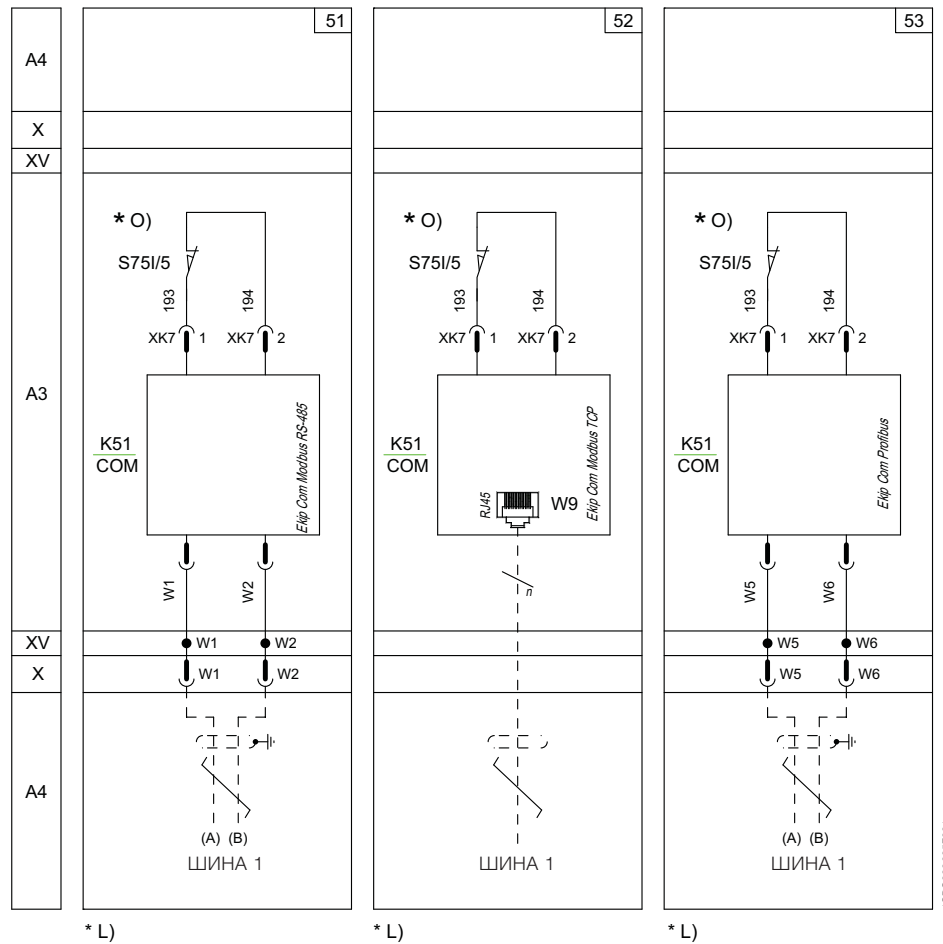 A4
X
XV
A3
XV
X
A4
51
* O)
S75I/5
193
194
XK7
1
XK7
2
K51
COM
Ekip Com Modbus RS-485
W1
W2
W1
W2
W1
W2
(A) (B)
ШИНА 1
* L)
52
* O)
S75I/5
193
194
XK7
1
XK7
2
K51
COM
RJ45
W9
Ekip Com Modbus TCP
n
ШИНА 1
* L)
53
* O)
S75I/5
193
194
XK7
1
XK7
2
K51
COM
Ekip Com Profibus
W5
W6
W5
W6
W5
W6
(A) (B)
ШИНА 1
* L)